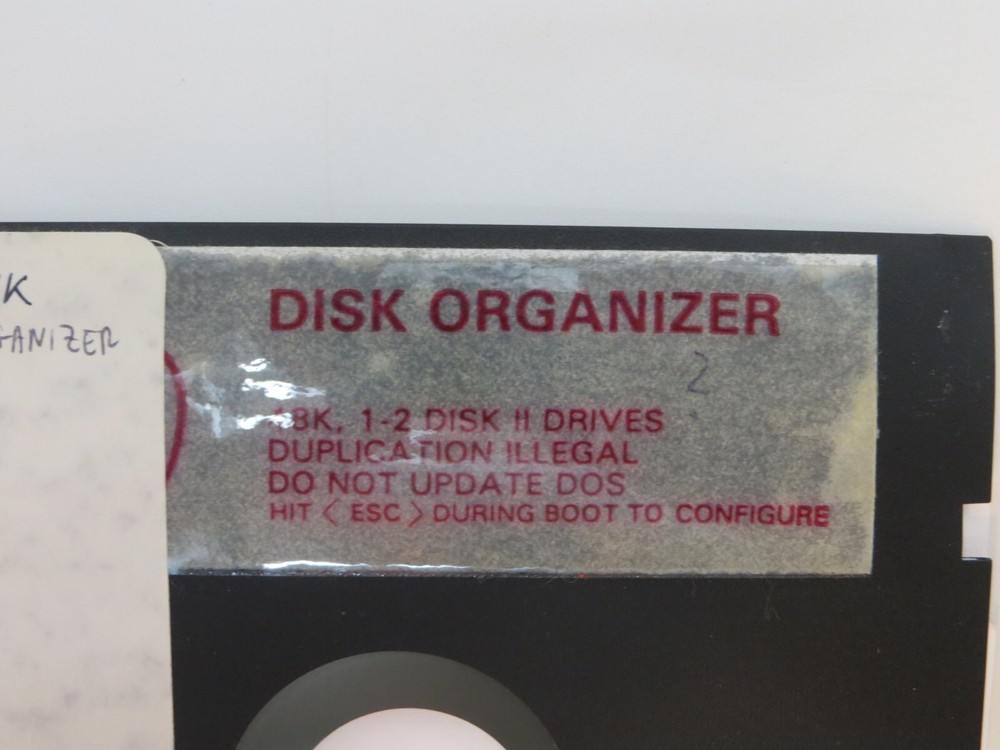 DISK ORGANIZER
2
48K, 1-2 DISK II DRIVES
DUPLICATION ILLEGAL
DO NOT UPDATE DOS
HIT < ESC > DURING BOOT TO CONFIGURE